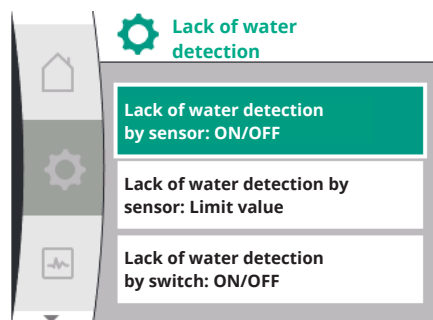 Lack of water
detection
Lack of water detection
by sensor: ON/OFF
Lack of water detection by
sensor: Limit value
Lack of water detection
by switch: ON/OFF